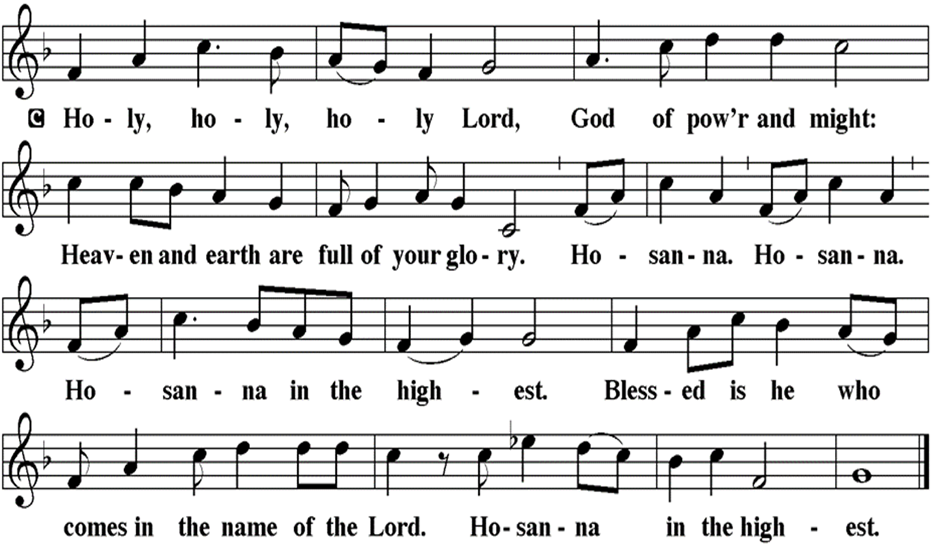 C Ho - ly, ho - ly, ho - ly Lord, God of pow'r and might:
Heav- en and earth are full of your glo - ry. Ho - san - na. Ho - san - na.
Ho - san - na in the high - est. Bless - ed is he who
comes in the name of the Lord. Ho - san - na in the high - est.